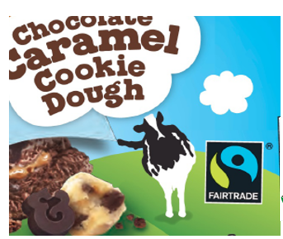 Chocolate
Caramel
Cookie
Dough
&
®
FAIRTRADE